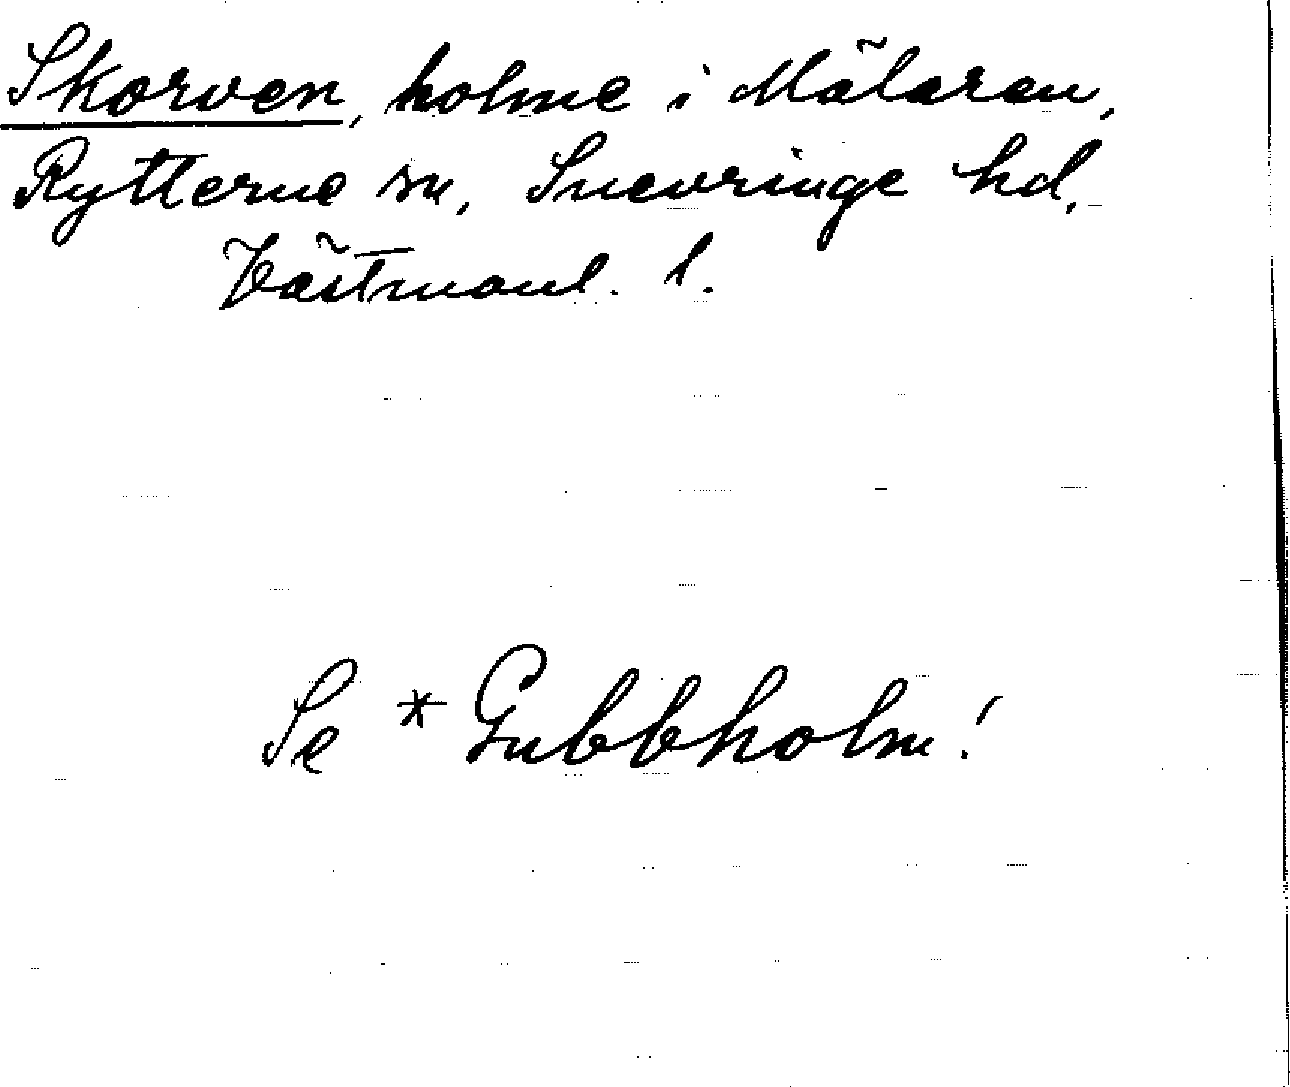 Skorven, holme i Mälaren,
Rytterne sn, Snevringe hd,
Västmanl. l.
Se * Gubbholm!